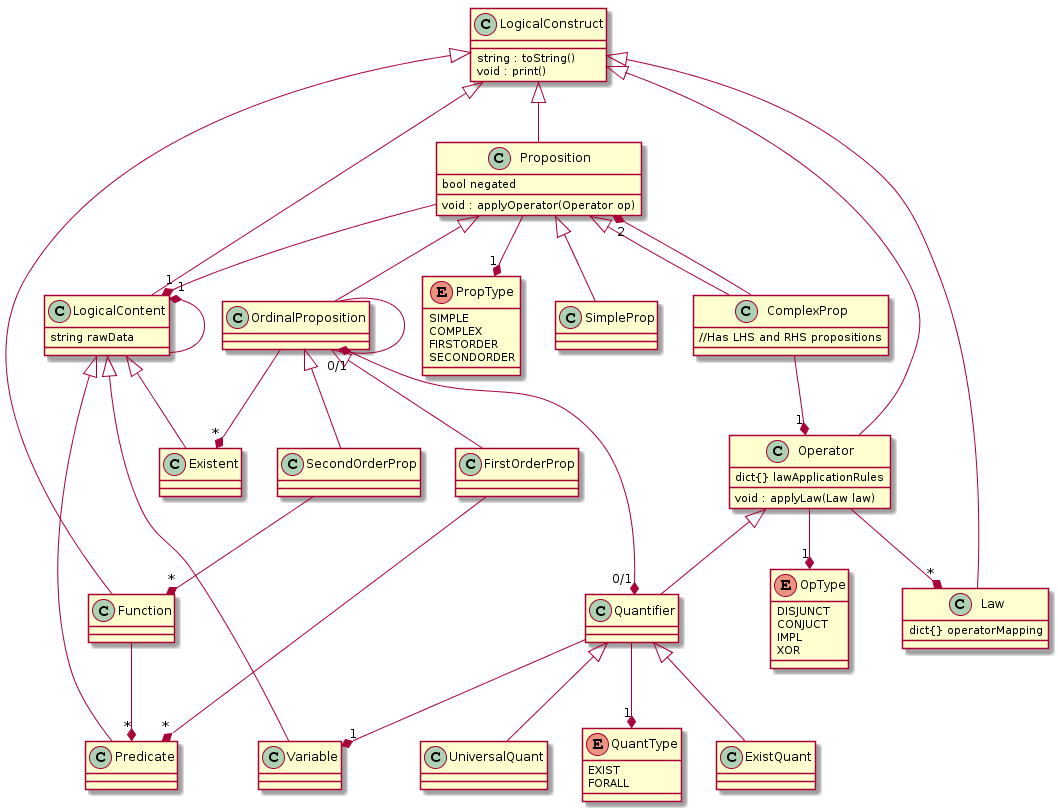 C LogicalConstruct
string : toString()
void : print()
C Proposition
bool negated
void : applyOperator(Operator op)
2
1
1
1
C LogicalContent
string rawData
C OrdinalProposition
0/1
E PropType
SIMPLE
COMPLEX
FIRSTORDER
SECONDORDER
C SimpleProp
C ComplexProp
//Has LHS and RHS propositions
*
1
C Existent
C SecondOrderProp
C FirstOrderProp
C Operator
dict{} lawApplicationRules
void : applyLaw(Law law)
*
0/1
1
*
C Function
C Quantifier
E OpType
DISJUNCT
CONJUCT
IMPL
XOR
C Law
dict{} operatorMapping
*
*
1
1
C Predicate
C Variable
C UniversalQuant
E QuantType
EXIST
FORALL
C ExistQuant